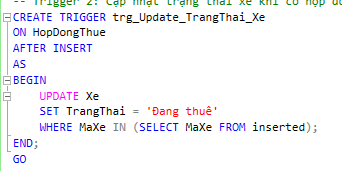 -- Trigger 2: Cập nhật trạng thái xe khi có hợp đồ
CREATE TRIGGER trg_Update_TrangThai_Xe
ON HopDongThue
AFTER INSERT
AS
BEGIN
UPDATE Xe
SET TrangThai = 'Đang thuê'
WHERE MaXe IN (SELECT MaXe FROM inserted);
END;
GO